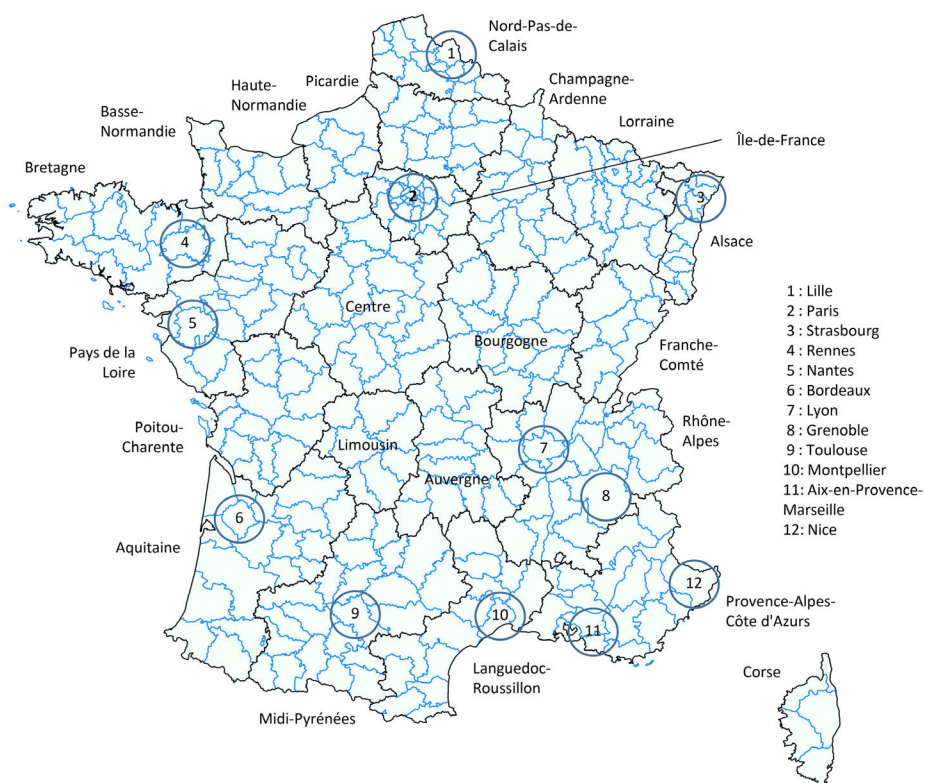 Nord-Pas-de-
Calais
1
Picardie
Haute-
Normandie
Champagne-
Ardenne
Basse-
Normandie
Lorraine
Île-de-France
Bretagne
2
3
4
Alsace
Centre
5
Bourgogne
Franche-
Comté
Pays de la
Loire
1 : Lille
2 : Paris
3 : Strasbourg
4 : Rennes
5 : Nantes
6 : Bordeaux
7 : Lyon
8 : Grenoble
9 : Toulouse
10: Montpellier
11: Aix-en-Provence-
Marseille
12: Nice
Poitou-
Charente
Limousin
Rhône-
Alpes
7
Auvergne
8
6
Aquitaine
12
9
10
11
Provence-Alpes-
Côte d'Azurs
Languedoc-
Roussillon
Corse
Midi-Pyrénées